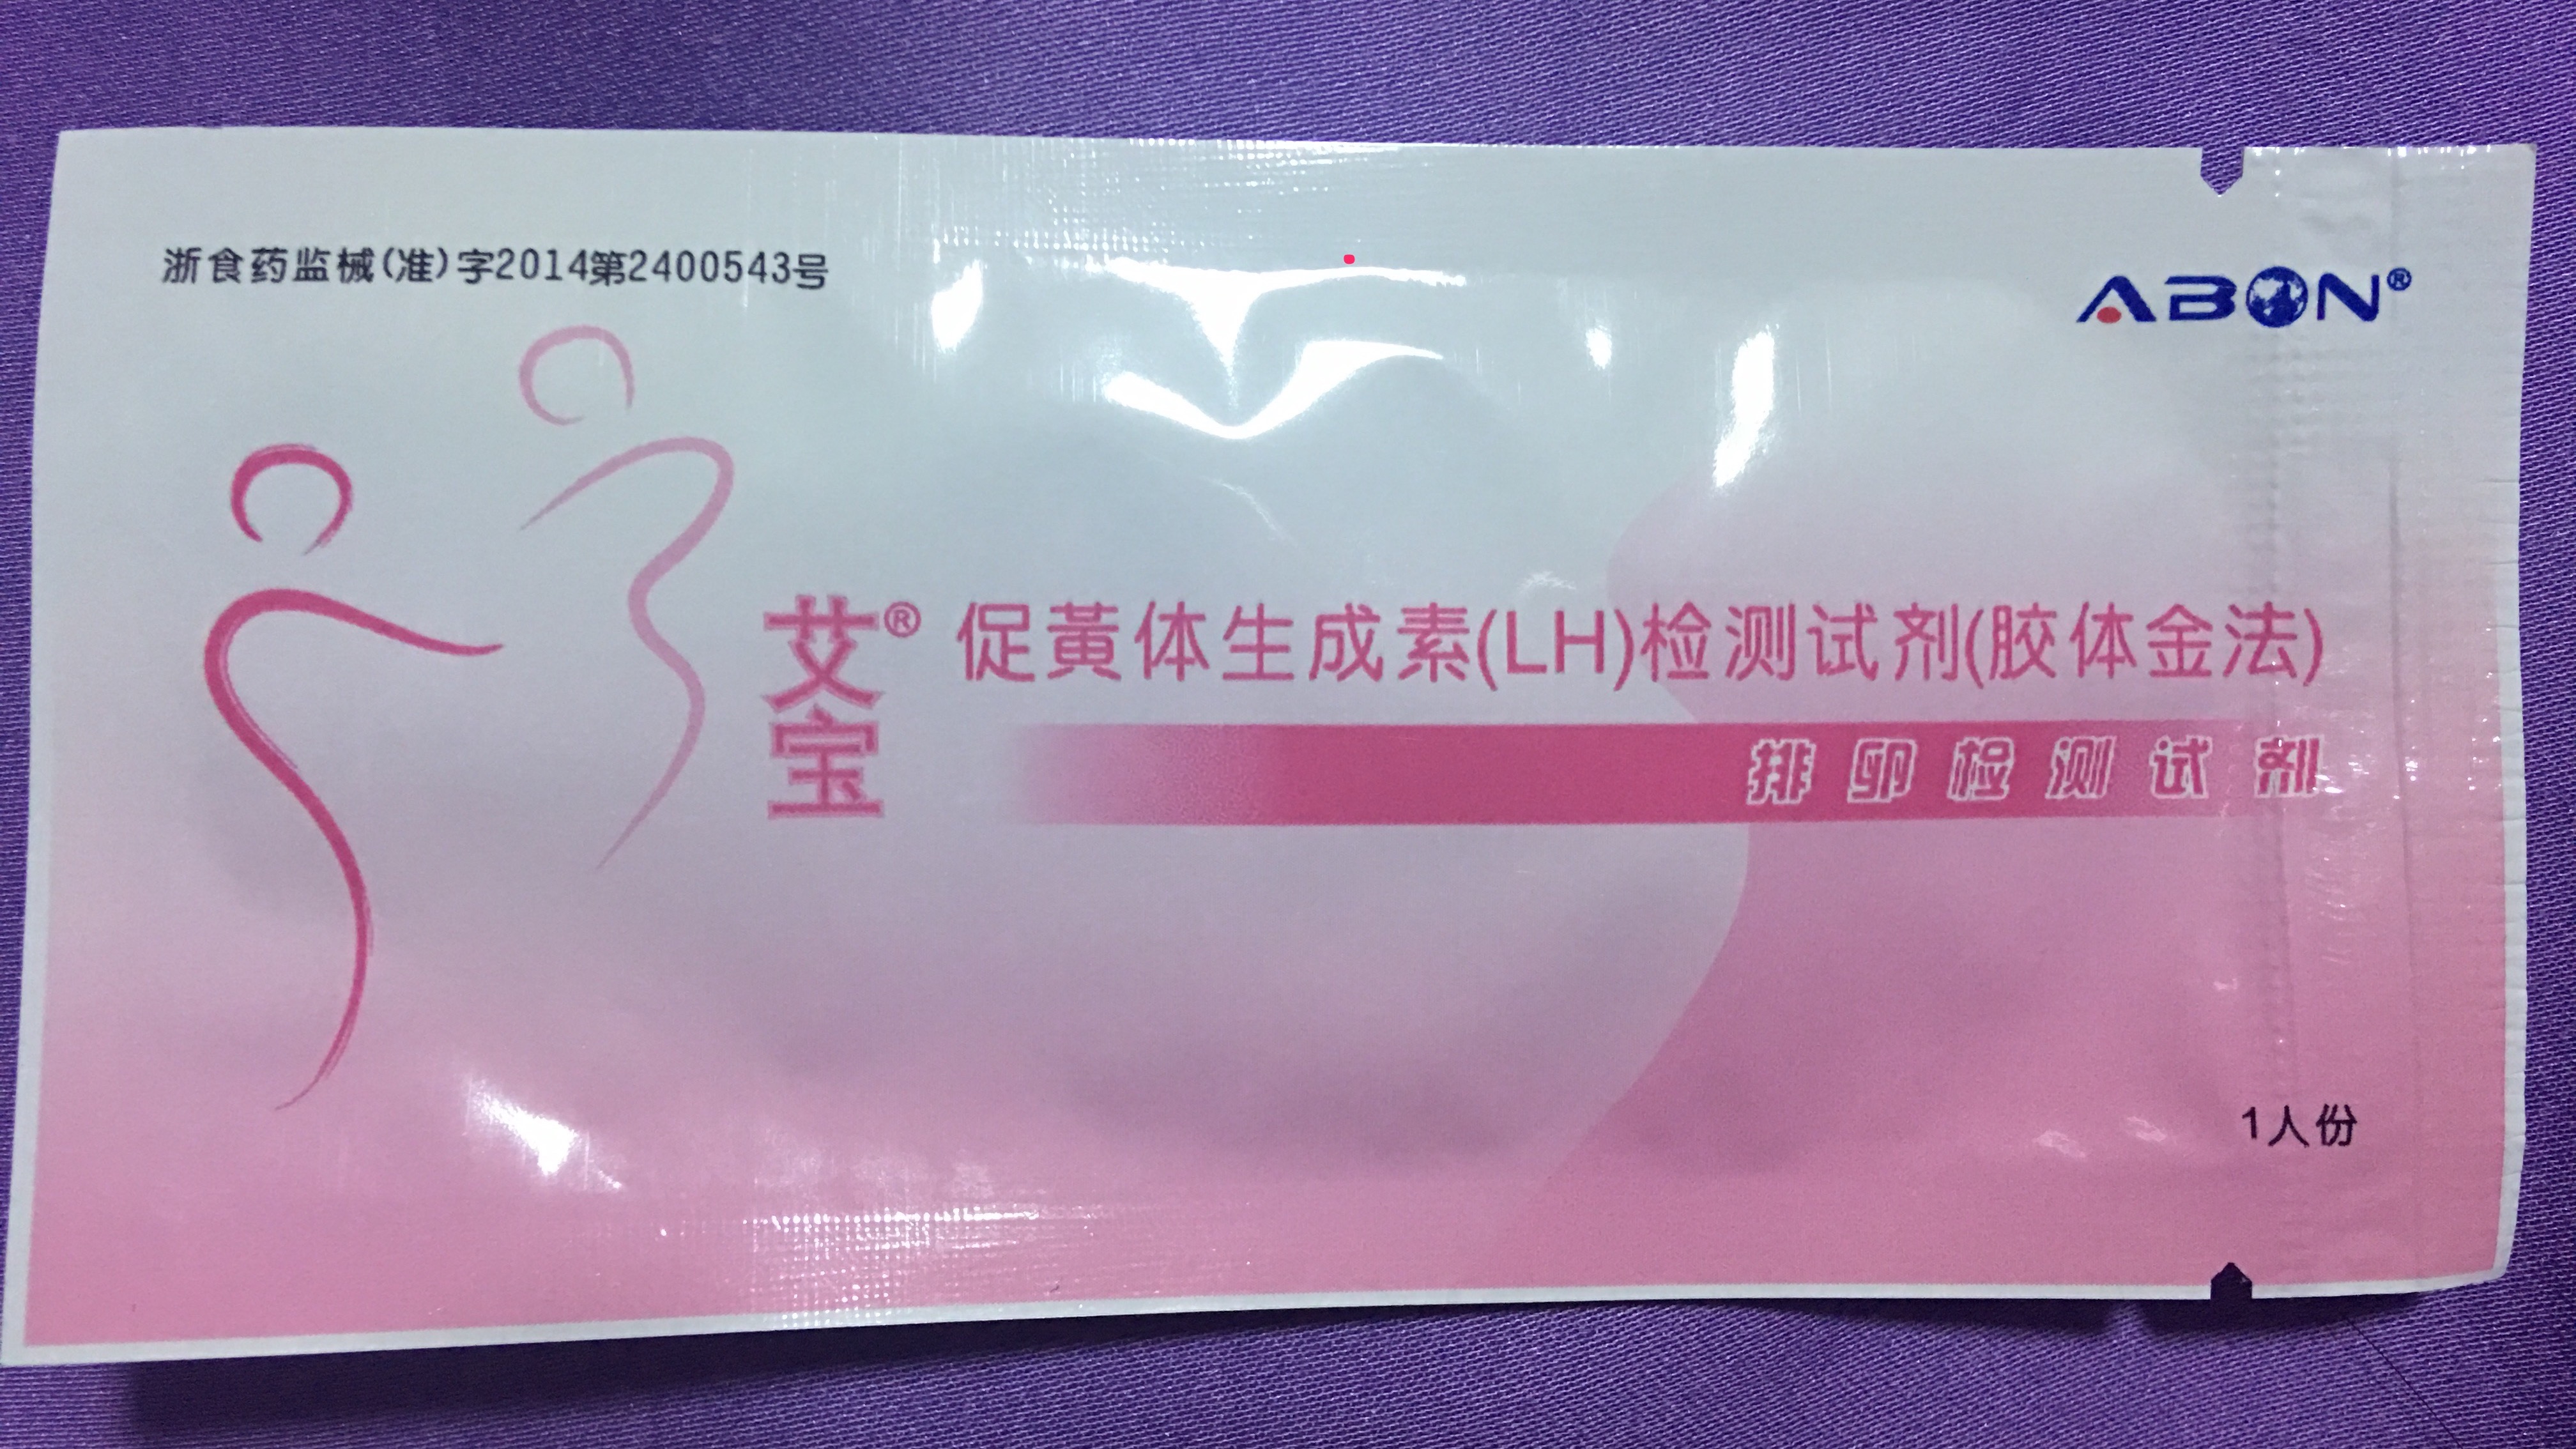 浙食药监械(准)字2014第2400543号
ABON®
艾宝®
促黄体生成素(LH)检测试剂(胶体金法)
排卵检测试剂
1人份